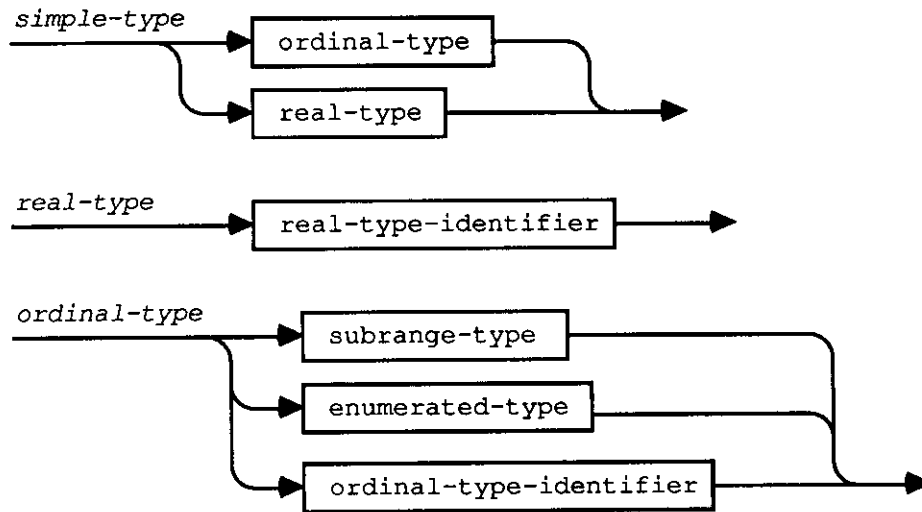 simple-type
ordinal-type
real-type
real-type
real-type-identifier
ordinal-type
subrange-type
enumerated-type
ordinal-type-identifier